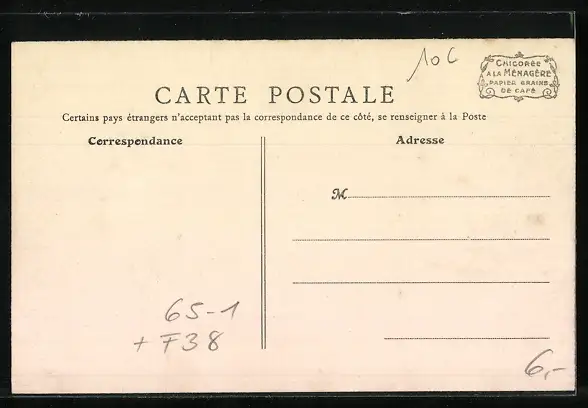 10 C
CHICORÉE
A LA MÉNAGÈRE
PAPIER GRAINS
DE CAFÉ
CARTE POSTALE
Certains pays étrangers n'acceptant pas la correspondance de ce côté, se renseigner à la Poste
Correspondance
Adresse
M
65-1
+ F38
6,-